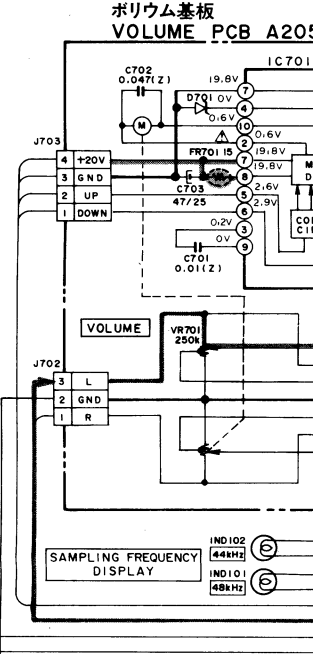 ボリウム基板
VOLUME PCB A205
IC701
C702
0.047(Z)
19.8V
7
D701
0V
4
0.6V
10
M
0.6V
2
J703
FR701 15
19.8V
7
4 +20V
19.8V
8
3 GND
C703
47/25
2.6V
5
2 UP
2.9V
6
1 DOWN
0.2V
3
0V
9
C701
0.01(Z)
VOLUME
VR701
250k
J702
3 L
2 GND
1 R
IND102
44kHz
SAMPLING FREQUENCY
DISPLAY
IND101
48kHz